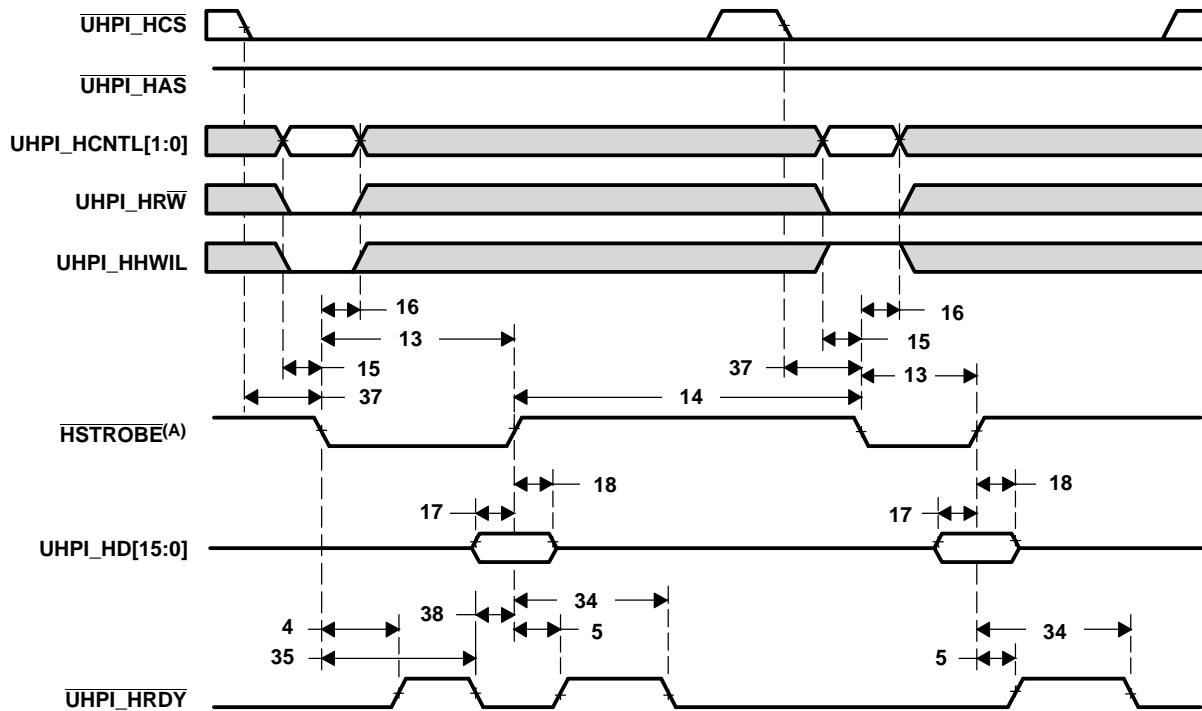 UHPI_HCS
UHPI_HAS
UHPI_HCNTL[1:0]
UHPI_HRW
UHPI_HHWIL
16
16
13
15
15
37
13
37
14
HSTROBE(A)
18
18
17
17
UHPI_HD[15:0]
34
38
4
5
34
35
5
UHPI_HRDY